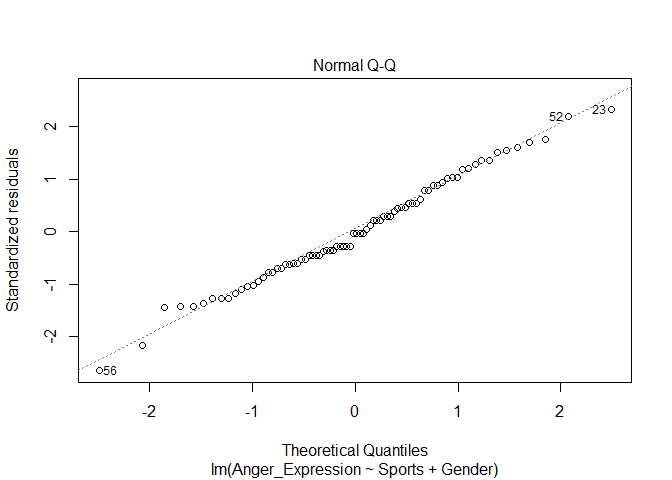 Normal Q-Q
Standardized residuals
2
1
0
-1
-2
52
23
56
-2 -1 0 1 2
Theoretical Quantiles
lm(Anger_Expression ~ Sports + Gender)